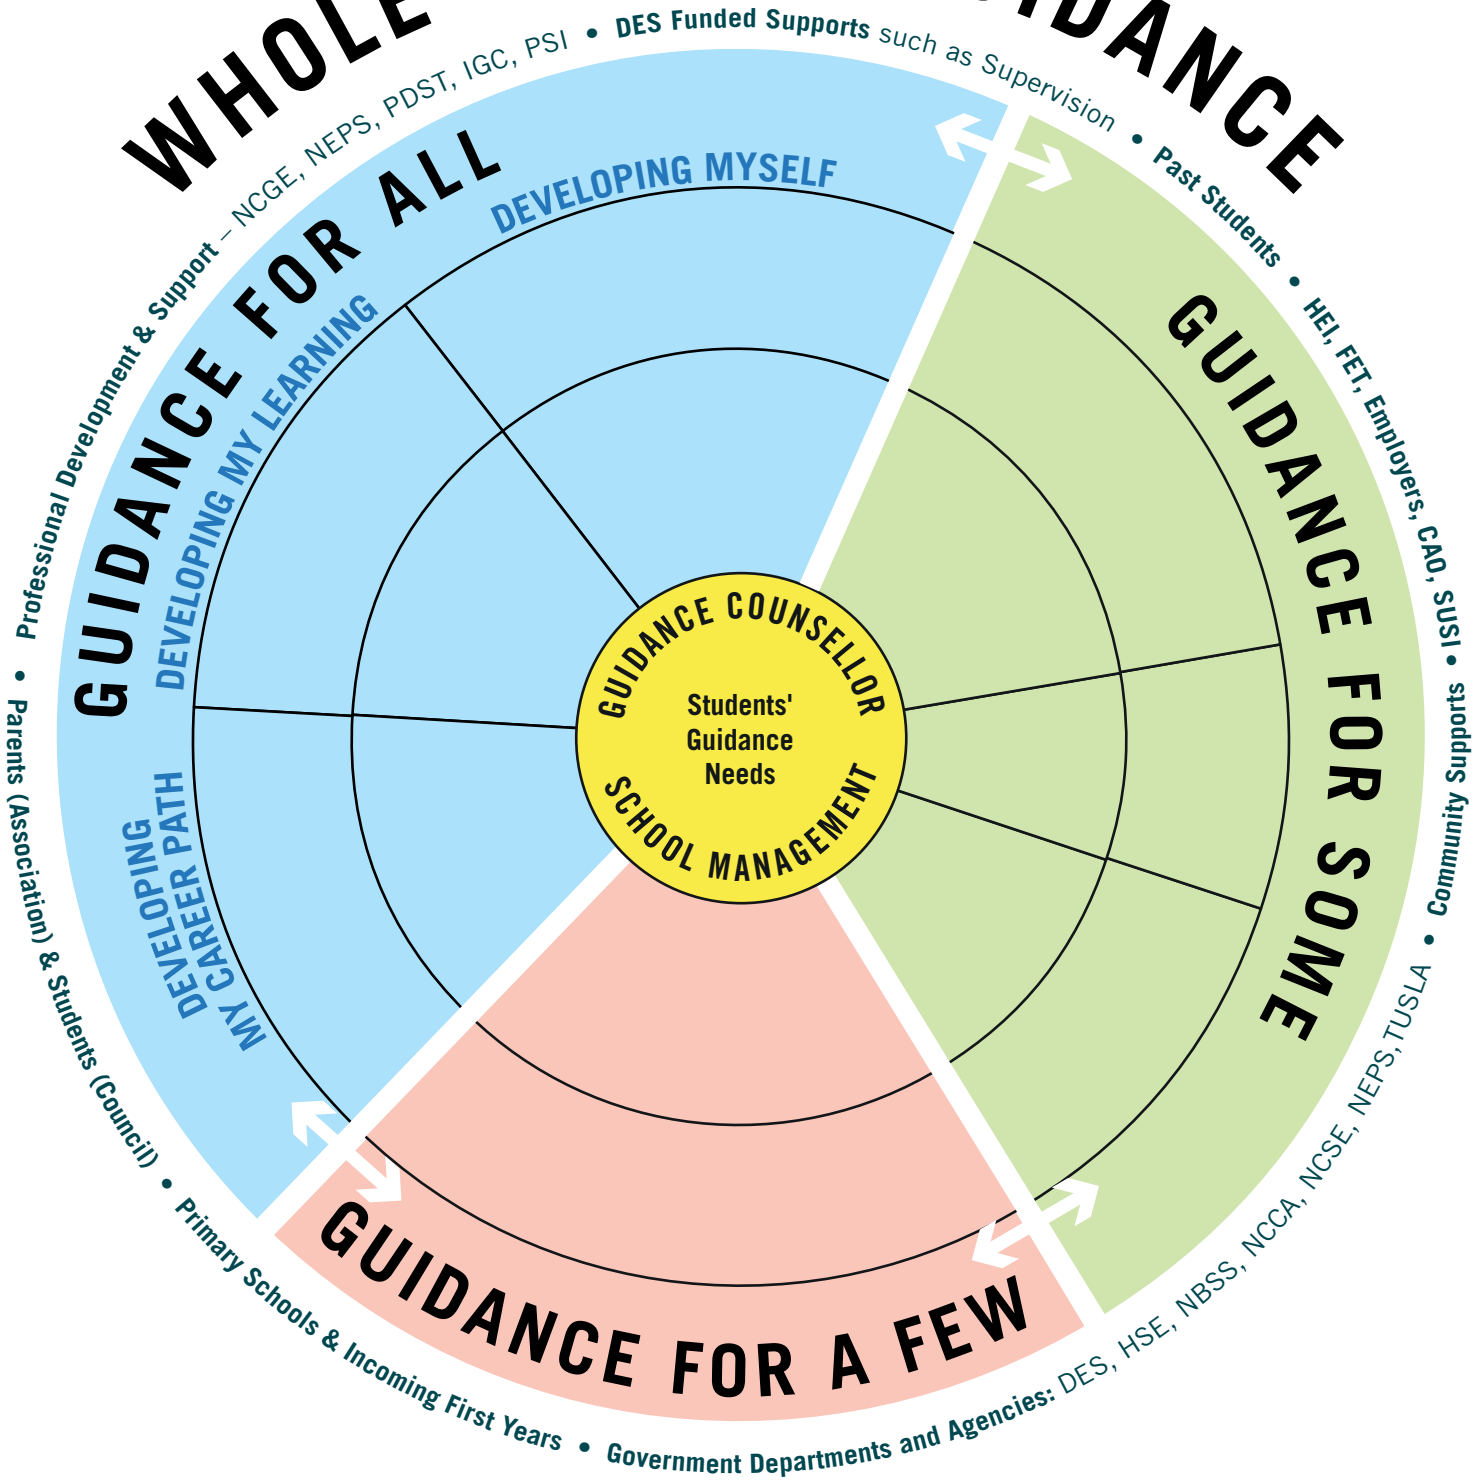 WHOLE
IDANCE
Professional Development & Support – NCGE, NEPS, PDST, IGC, PSI • DES Funded Supports such as Supervision • Past Students • HEI, FET, Employers, CAO, SUSI • Community Supports •
Government Departments and Agencies: DES, HSE, NBSS, NCCA, NCSE, NEPS, TUSLA
• Primary Schools & Incoming First Years •
Parents (Association) & Students (Council) •
•
GUIDANCE FOR ALL
DEVELOPING MYSELF
DEVELOPING MY LEARNING
DEVELOPING
MY CAREER PATH
GUIDANCE FOR SOME
GUIDANCE FOR A FEW
GUIDANCE COUNSELLOR
Students'
Guidance
Needs
SCHOOL MANAGEMENT